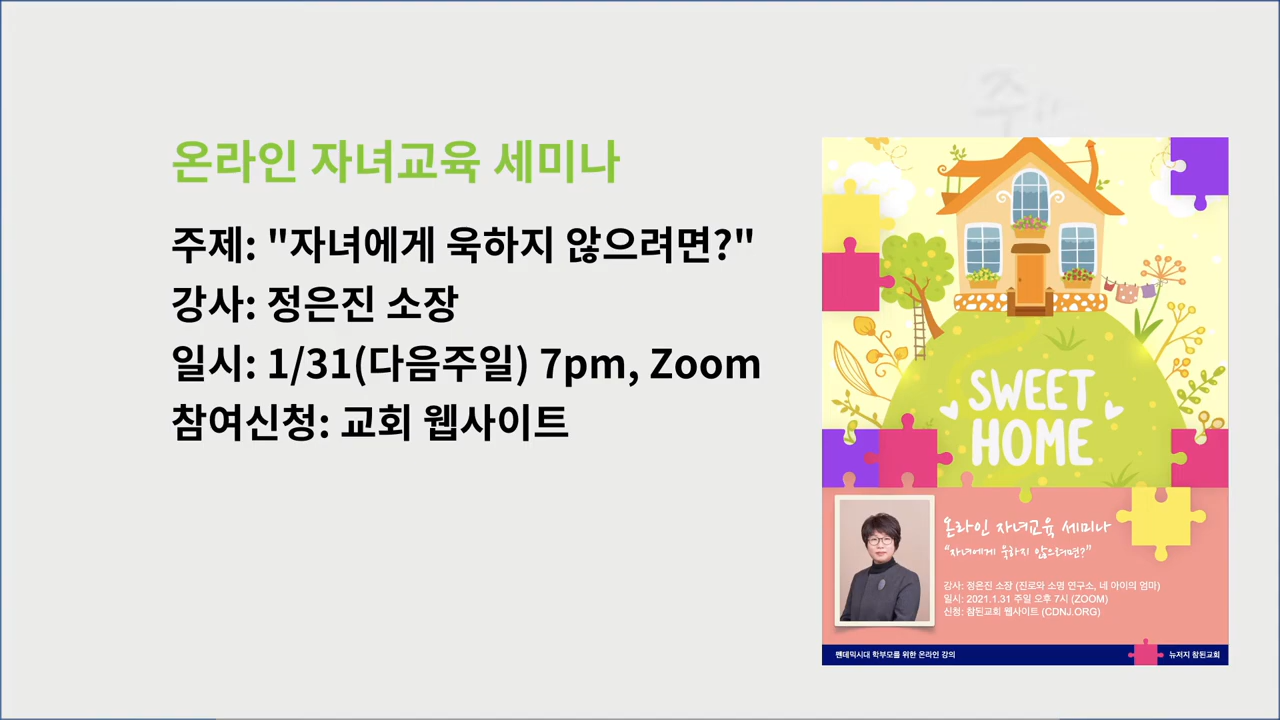 온라인 자녀교육 세미나
주제: "자녀에게 욱하지 않으려면?"
강사: 정은진 소장
일시: 1/31(다음주일) 7pm, Zoom
참여신청: 교회 웹사이트
SWEET
HOME
온라인 자녀교육 세미나
“자녀에게 욱하지 않으려면?”
강사: 정은진 소장 (진로와 소명 연구소, 네 아이의 엄마)
일시: 2021.1.31 주일 오후 7시 (ZOOM)
신청: 참된교회 웹사이트 (CDNJ.ORG)
펜데믹시대 학부모를 위한 온라인 강의
뉴저지 참된교회